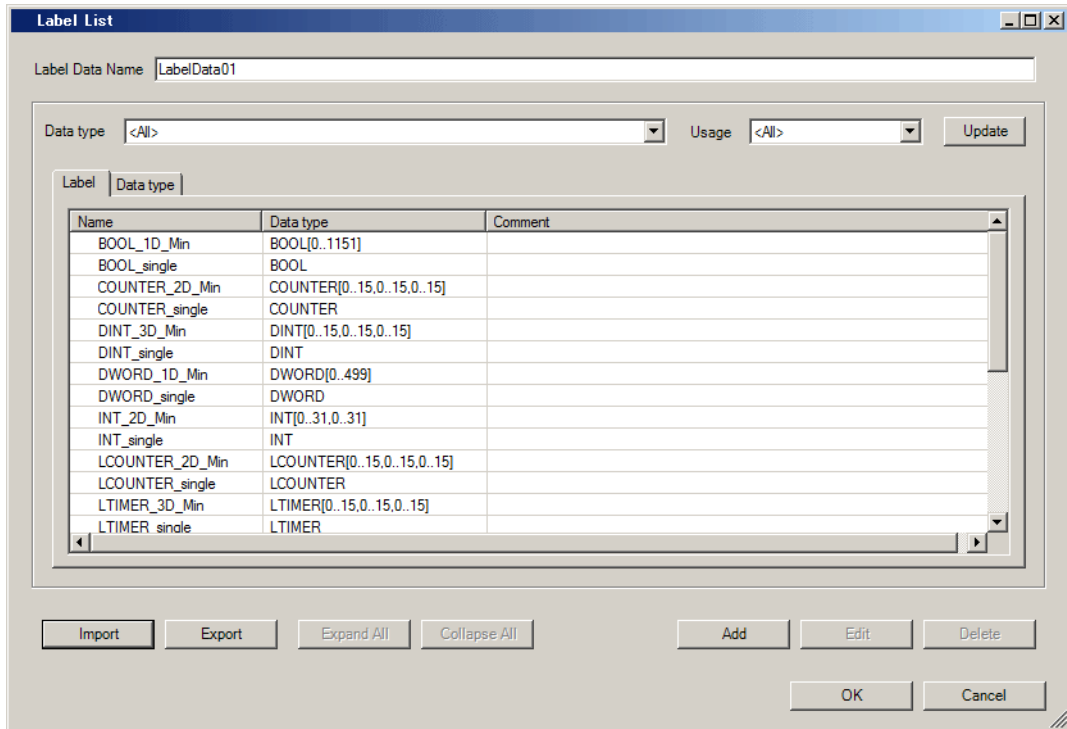 Label List
Label Data Name LabelData01
Data type <All> Usage <All> Update
Label Data type
Name Data type Comment
BOOL_1D_Min BOOL[0..1151]
BOOL_single BOOL
COUNTER_2D_Min COUNTER[0..15,0..15,0..15]
COUNTER_single COUNTER
DINT_3D_Min DINT[0..15,0..15,0..15]
DINT_single DINT
DWORD_1D_Min DWORD[0..499]
DWORD_single DWORD
INT_2D_Min INT[0..31,0..31]
INT_single INT
LCOUNTER_2D_Min LCOUNTER[0..15,0..15,0..15]
LCOUNTER_single LCOUNTER
LTIMER_3D_Min LTIMER[0..15,0..15,0..15]
LTIMER_single LTIMER
Import Export Expand All Collapse All Add Edit Delete
OK Cancel